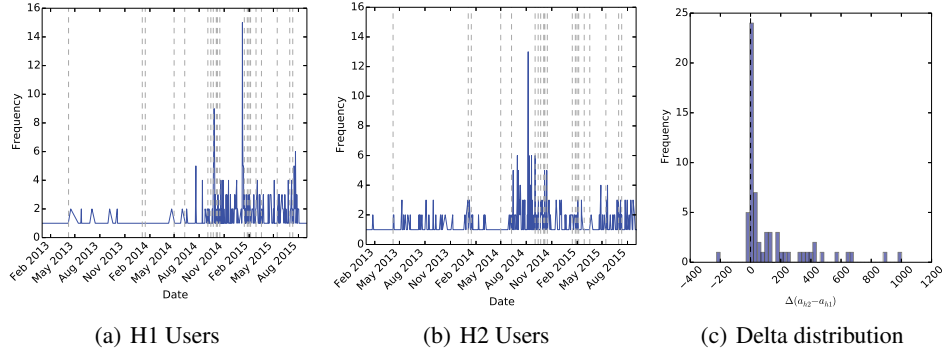 16
14
12
10
8
6
4
2
0
Frequency
Feb 2013
May 2013
Aug 2013
Nov 2013
Feb 2014
May 2014
Aug 2014
Nov 2014
Feb 2015
May 2015
Aug 2015
Date
(a) H1 Users
16
14
12
10
8
6
4
2
0
Frequency
Feb 2013
May 2013
Aug 2013
Nov 2013
Feb 2014
May 2014
Aug 2014
Nov 2014
Feb 2015
May 2015
Aug 2015
Date
(b) H2 Users
25
20
15
10
5
0
Frequency
−400
−200
0
200
400
600
800
1000
1200
Δ(a_{h2}−a_{h1})
(c) Delta distribution